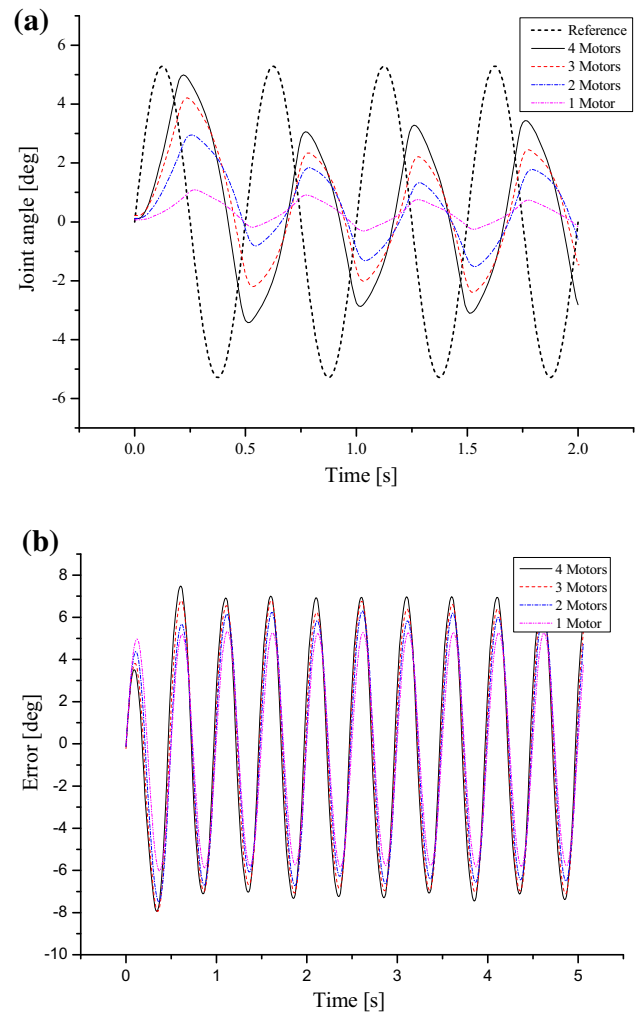 (a)
6
4
2
0
-2
-4
-6
Joint angle [deg]
0.0 0.5 1.0 1.5 2.0
Time [s]
Reference
4 Motors
3 Motors
2 Motors
1 Motor
(b)
8
6
4
2
0
-2
-4
-6
-8
-10
Error [deg]
0 1 2 3 4 5
Time [s]
4 Motors
3 Motors
2 Motors
1 Motor